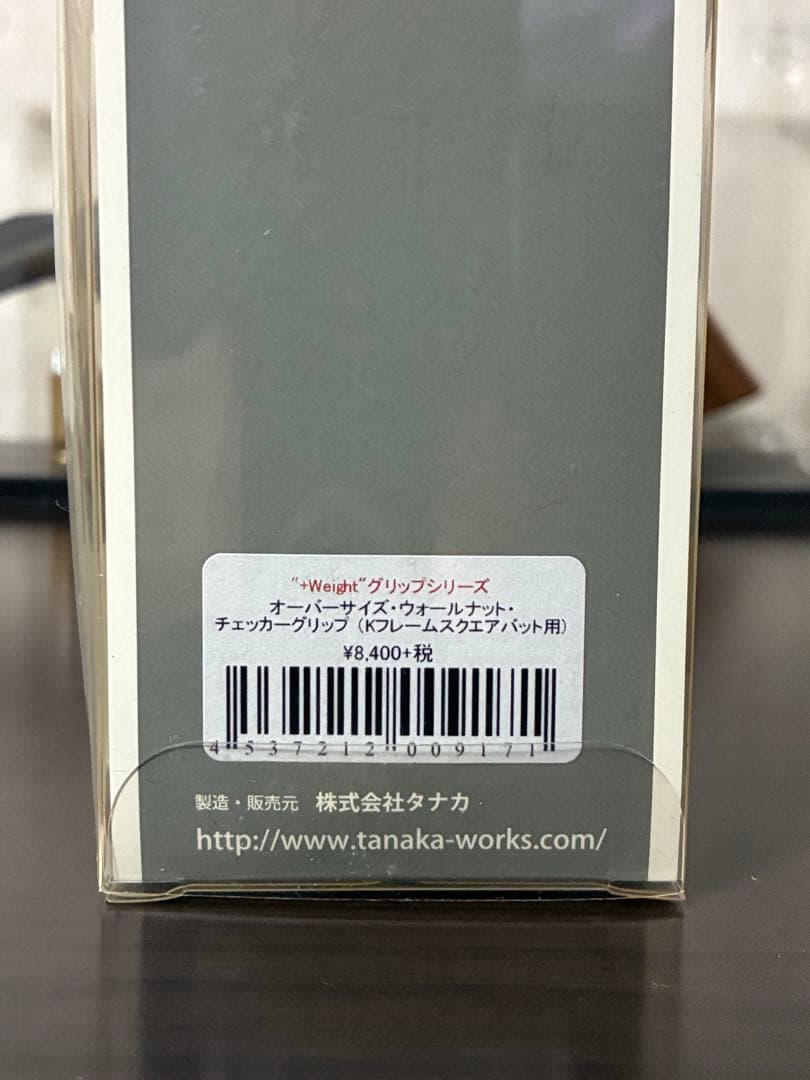 "+Weight"グリップシリーズ
オーバーサイズ・ウォールナット・
チェッカーグリップ（Kフレームスクエアバット用）
¥8,400+税
4537212009171
製造・販売元 株式会社タナカ
http://www.tanaka-works.com/